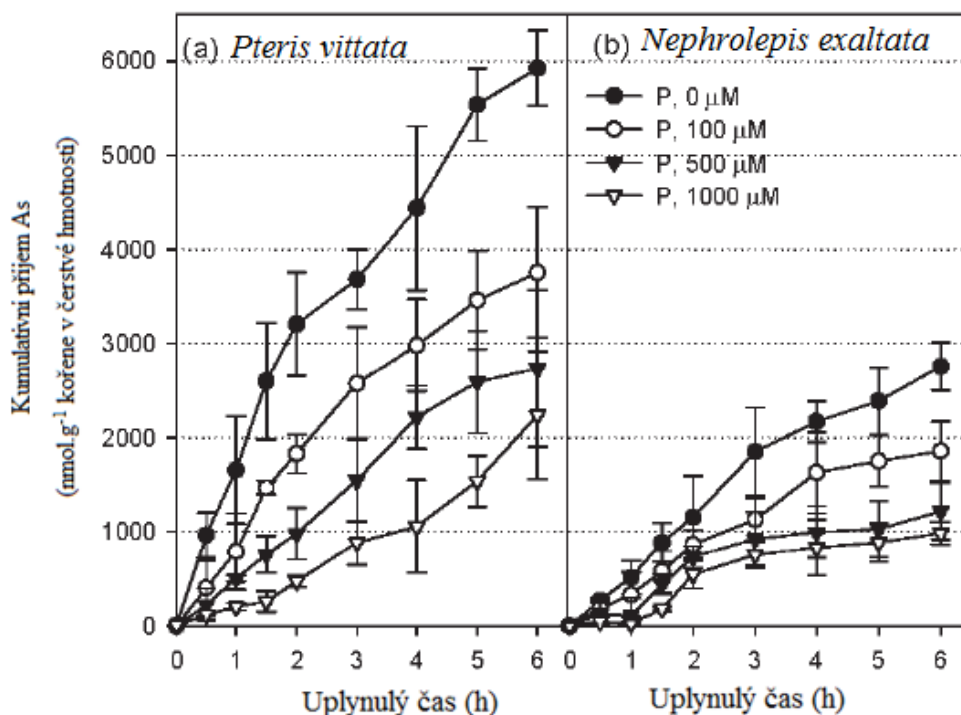 (a) Pteris vittata
(b) Nephrolepis exaltata
P, 0 µM
P, 100 µM
P, 500 µM
P, 1000 µM
Kumulativní příjem As
(nmol.g⁻¹ kořene v čerstvé hmotnosti)
6000
5000
4000
3000
2000
1000
0
0 1 2 3 4 5 6
0 1 2 3 4 5 6
Uplynulý čas (h)
Uplynulý čas (h)